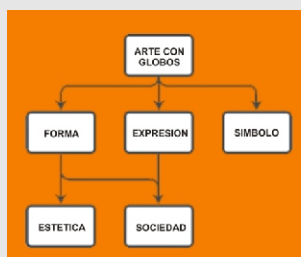 ARTE CON
GLOBOS
FORMA
EXPRESION
SIMBOLO
ESTETICA
SOCIEDAD